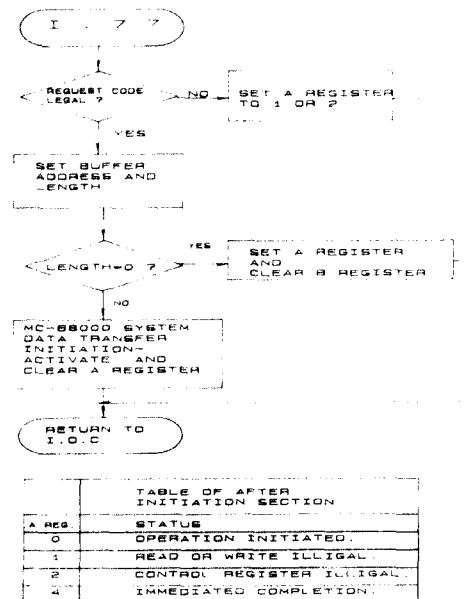 I . 7 7
REQUEST CODE
LEGAL ?
NO
SET A REGISTER
TO 1 OR 2
YES
SET BUFFER
ADDRESS AND
LENGTH
LENGTH=0 ?
YES
SET A REGISTER
AND
CLEAR B REGISTER
NO
MC-68000 SYSTEM
DATA TRANSFER
INITIATION-
ACTIVATE AND
CLEAR A REGISTER
RETURN TO
I.O.C
TABLE OF AFTER
INITIATION SECTION
A REG. STATUS
0 OPERATION INITIATED.
1 READ OR WRITE ILLIGAL.
2 CONTROL REGISTER ILLIGAL.
4 IMMEDIATED COMPLETION.